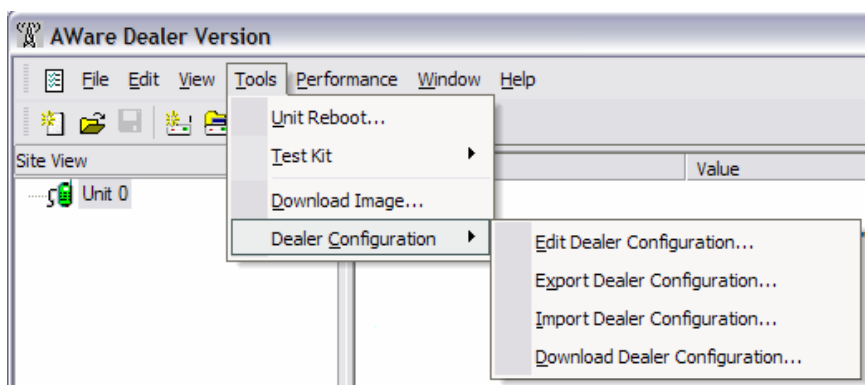 AWare Dealer Version
File Edit View Tools Performance Window Help
Unit Reboot...
Site View
Test Kit
Value
Unit 0
Download Image...
Dealer Configuration
Edit Dealer Configuration...
Export Dealer Configuration...
Import Dealer Configuration...
Download Dealer Configuration...